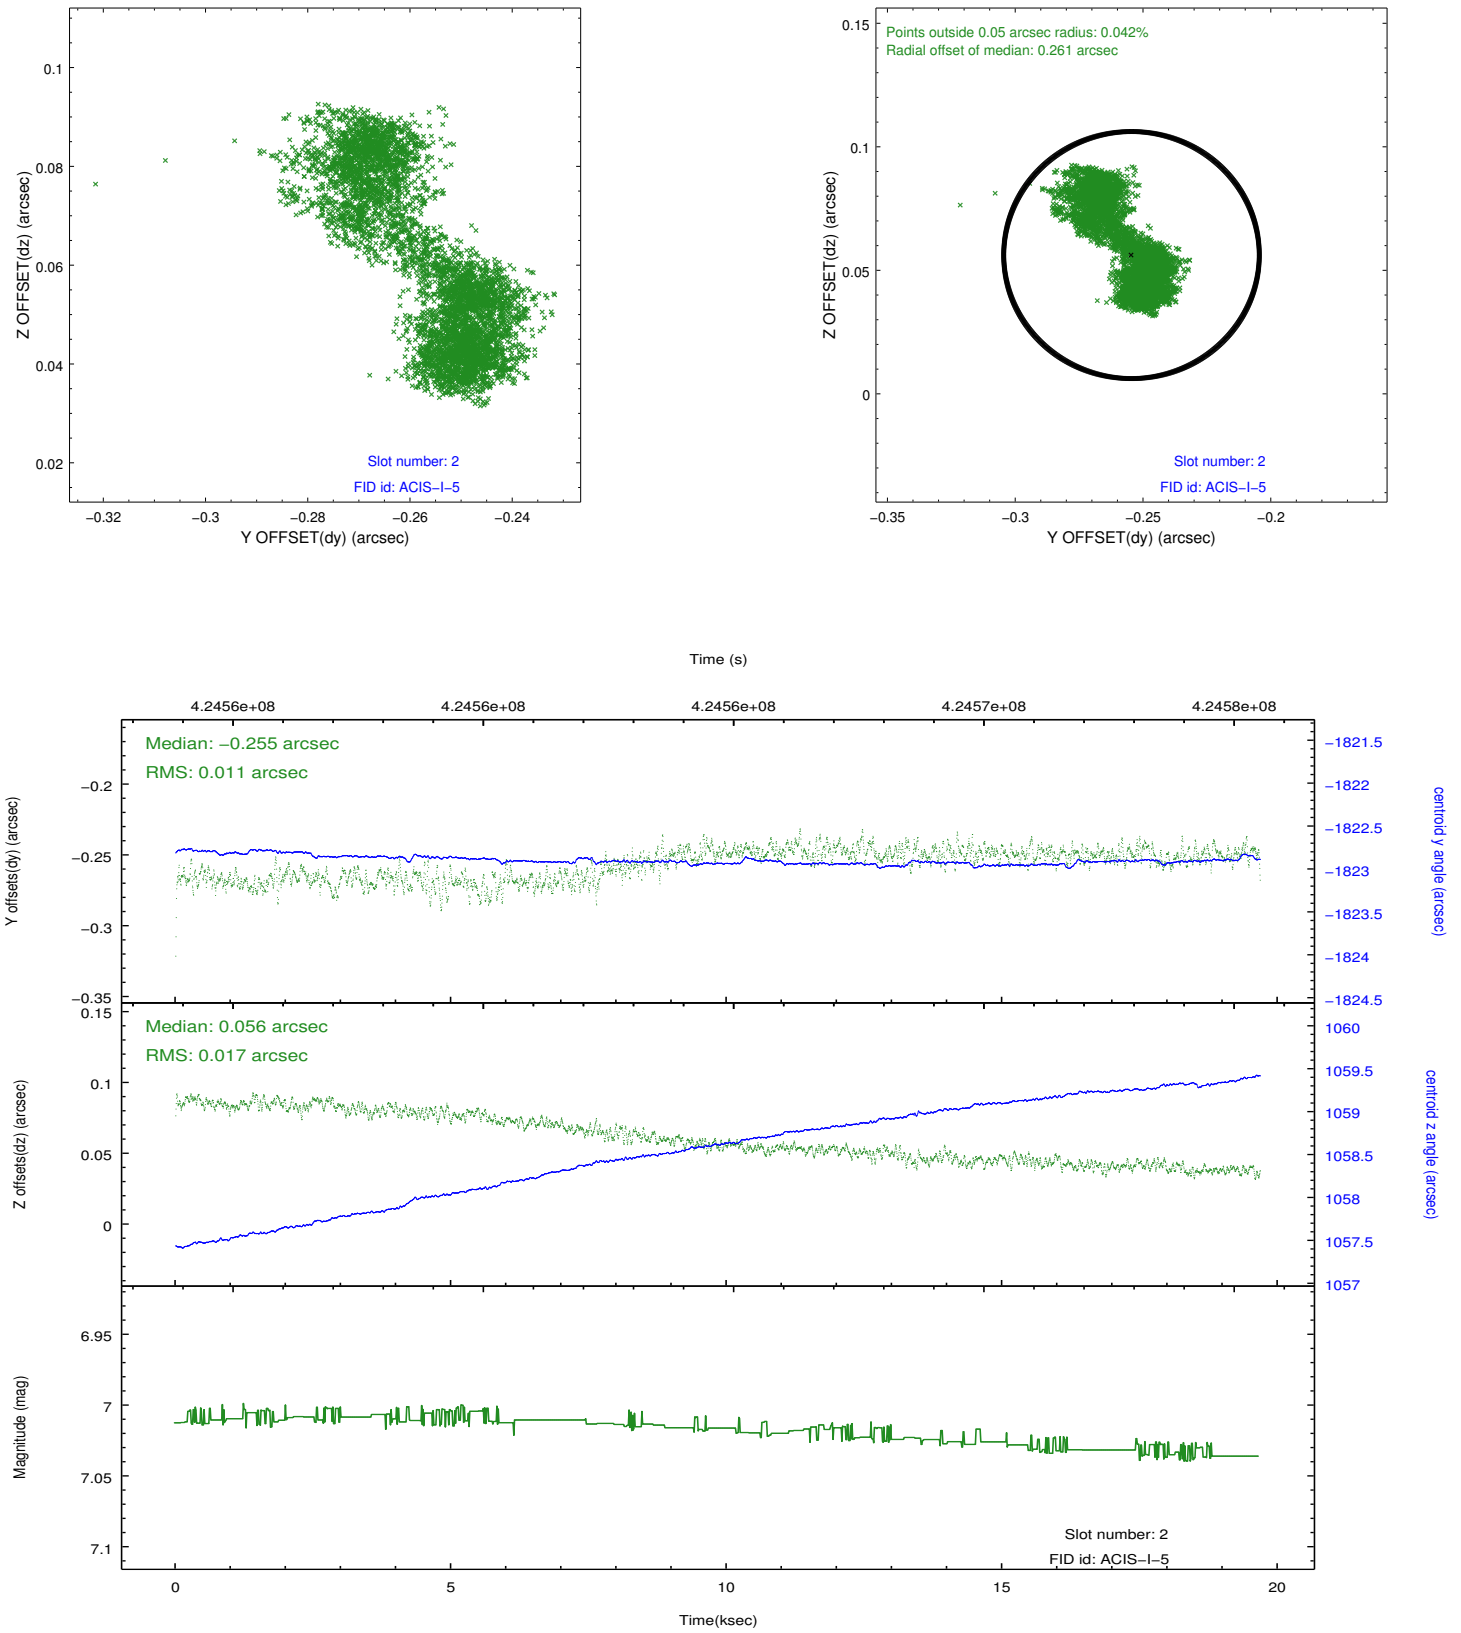 0.1
0.08
0.06
0.04
0.02
Z OFFSET(dz) (arcsec)
Slot number: 2
FID id: ACIS−I−5
−0.32 −0.3 −0.28 −0.26 −0.24
Y OFFSET(dy) (arcsec)
Points outside 0.05 arcsec radius: 0.042%
Radial offset of median: 0.261 arcsec
0.15
0.1
0.05
0
Z OFFSET(dz) (arcsec)
Slot number: 2
FID id: ACIS−I−5
−0.35 −0.3 −0.25 −0.2
Y OFFSET(dy) (arcsec)
Time (s)
4.2456e+08 4.2456e+08 4.2456e+08 4.2457e+08 4.2458e+08
Median: −0.255 arcsec
RMS: 0.011 arcsec
−0.2
−0.25
−0.3
−0.35
Y offsets(dy) (arcsec)
−1821.5
−1822
−1822.5
−1823
−1823.5
−1824
−1824.5
centroid y angle (arcsec)
Median: 0.056 arcsec
RMS: 0.017 arcsec
0.15
0.1
0.05
0
Z offsets(dz) (arcsec)
1060
1059.5
1059
1058.5
1058
1057.5
1057
centroid z angle (arcsec)
6.95
7
7.05
7.1
Magnitude (mag)
Slot number: 2
FID id: ACIS−I−5
0 5 10 15 20
Time(ksec)